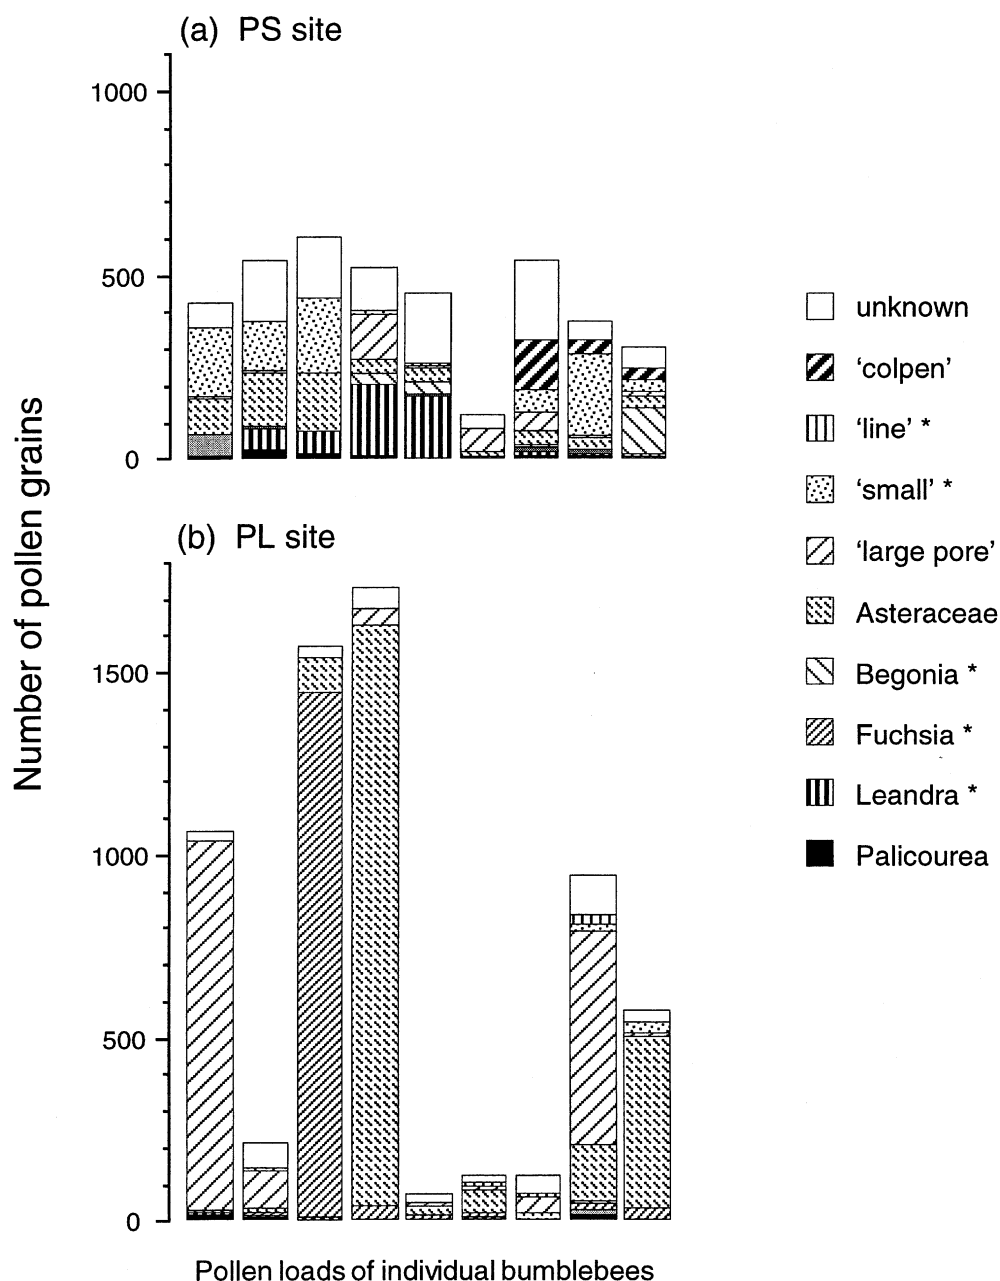 (a) PS site
1000
500
0
Number of pollen grains
(b) PL site
1500
1000
500
0
Pollen loads of individual bumblebees
unknown
‘colpen’
‘line’ *
‘small’ *
‘large pore’
Asteraceae
Begonia *
Fuchsia *
Leandra *
Palicourea